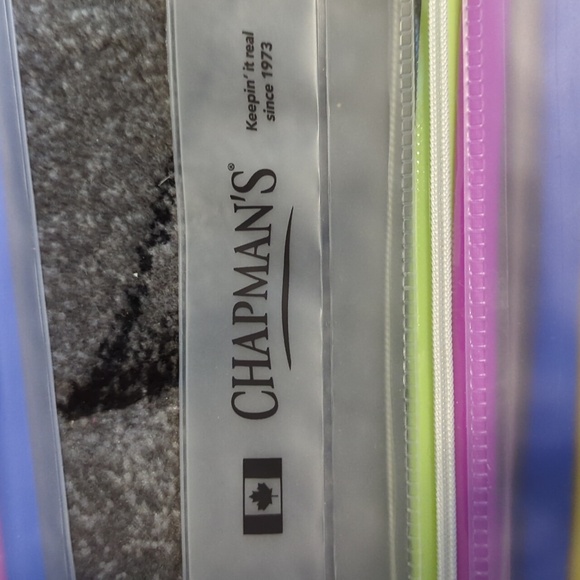 CHAPMAN'S®
Keepin' it real
since 1973